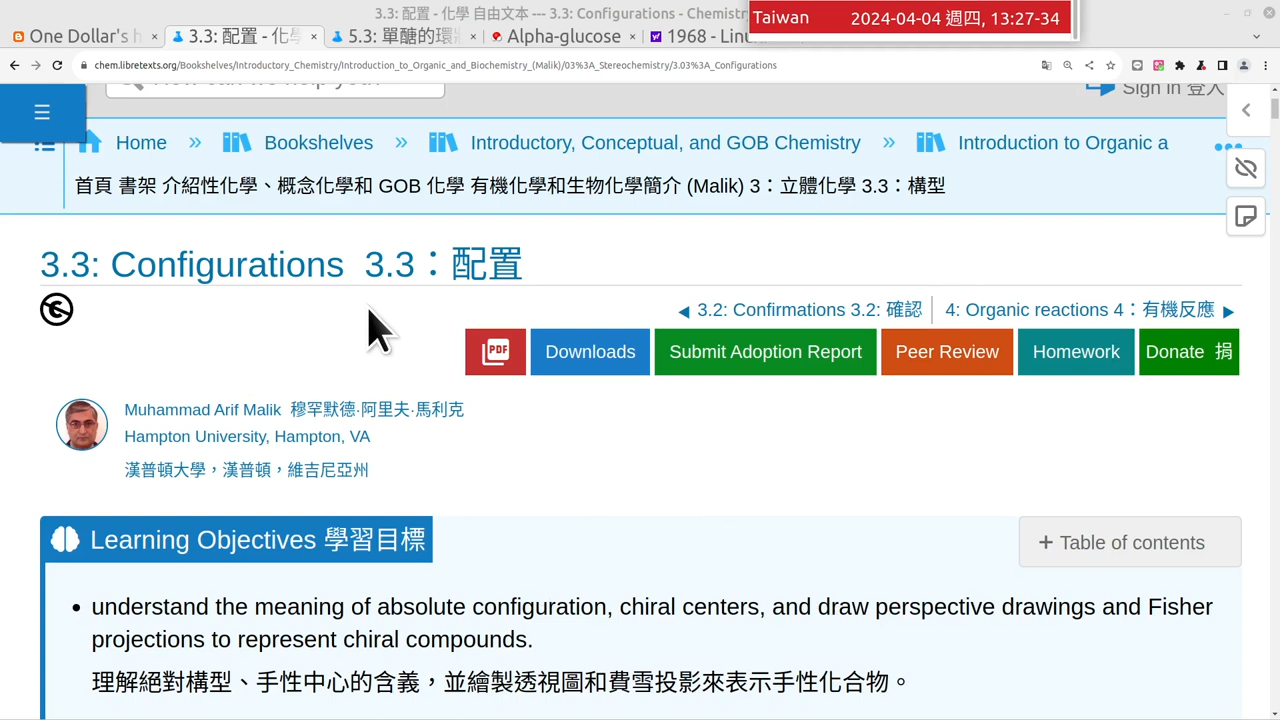 3.3: 配置 - 化學 自由文本 --- 3.3: Configurations - Chemistr
Taiwan 2024-04-04 週四, 13:27-34
One Dollar's h
3.3: 配置 - 化學
5.3: 單醣的環
Alpha-glucose
1968 - Linu
chem.libretexts.org/Bookshelves/Introductory_Chemistry/Introduction_to_Organic_and_Biochemistry_(Malik)/03%3A_Stereochemistry/3.03%3A_Configurations
Sign in 登入
Home » Bookshelves » Introductory, Conceptual, and GOB Chemistry » Introduction to Organic a
首頁 書架 介紹性化學、概念化學和 GOB 化學 有機化學和生物化學簡介 (Malik) 3：立體化學 3.3：構型
3.3: Configurations 3.3：配置
3.2: Confirmations 3.2: 確認
4: Organic reactions 4：有機反應
PDF
Downloads
Submit Adoption Report
Peer Review
Homework
Donate 捐
Muhammad Arif Malik 穆罕默德·阿里夫·馬利克
Hampton University, Hampton, VA
漢普頓大學，漢普頓，維吉尼亞州
Learning Objectives 學習目標
+ Table of contents
• understand the meaning of absolute configuration, chiral centers, and draw perspective drawings and Fisher
projections to represent chiral compounds.
理解絕對構型、手性中心的含義，並繪製透視圖和費雪投影來表示手性化合物。